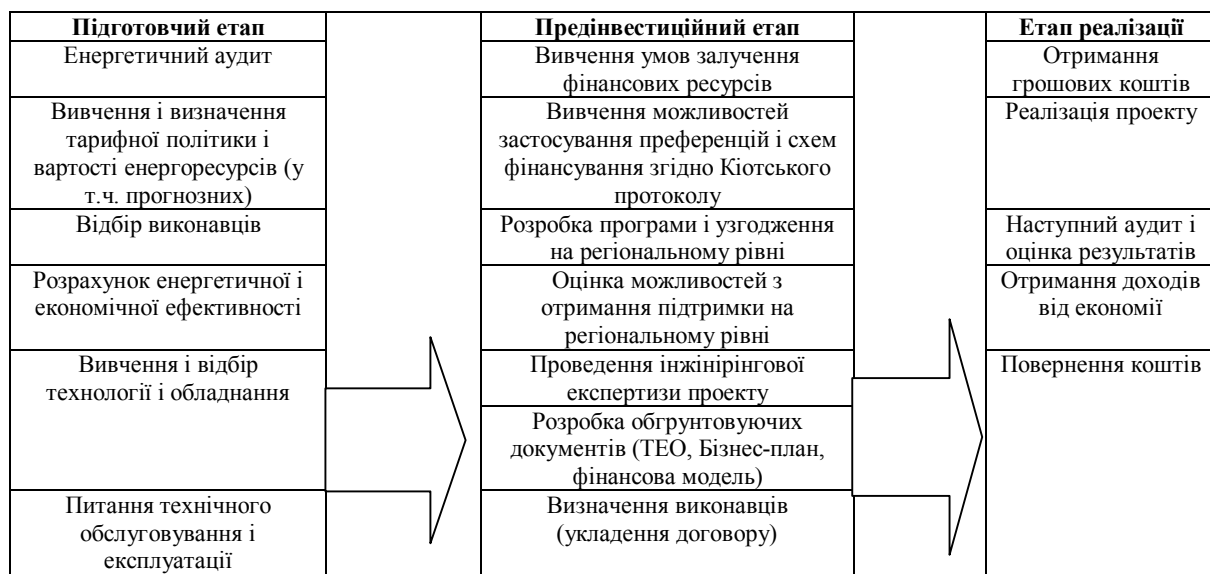 Підготовчий етап
Енергетичний аудит
Вивчення і визначення
тарифної політики і
вартості енергоресурсів (у
т.ч. прогнозних)
Відбір виконавців
Розрахунок енергетичної і
економічної ефективності
Вивчення і відбір
технології і обладнання
Питання технічного
обслуговування і
експлуатації
Предінвестиційний етап
Вивчення умов залучення
фінансових ресурсів
Вивчення можливостей
застосування преференцій і схем
фінансування згідно Кіотського
протоколу
Розробка програми і узгодження
на регіональному рівні
Оцінка можливостей з
отримання підтримки на
регіональному рівні
Проведення інжинірінгової
експертизи проекту
Розробка обгрунтовуючих
документів (ТЕО, Бізнес-план,
фінансова модель)
Визначення виконавців
(укладення договору)
Етап реалізації
Отримання
грошових коштів
Реалізація проекту
Наступний аудит і
оцінка результатів
Отримання доходів
від економії
Повернення коштів